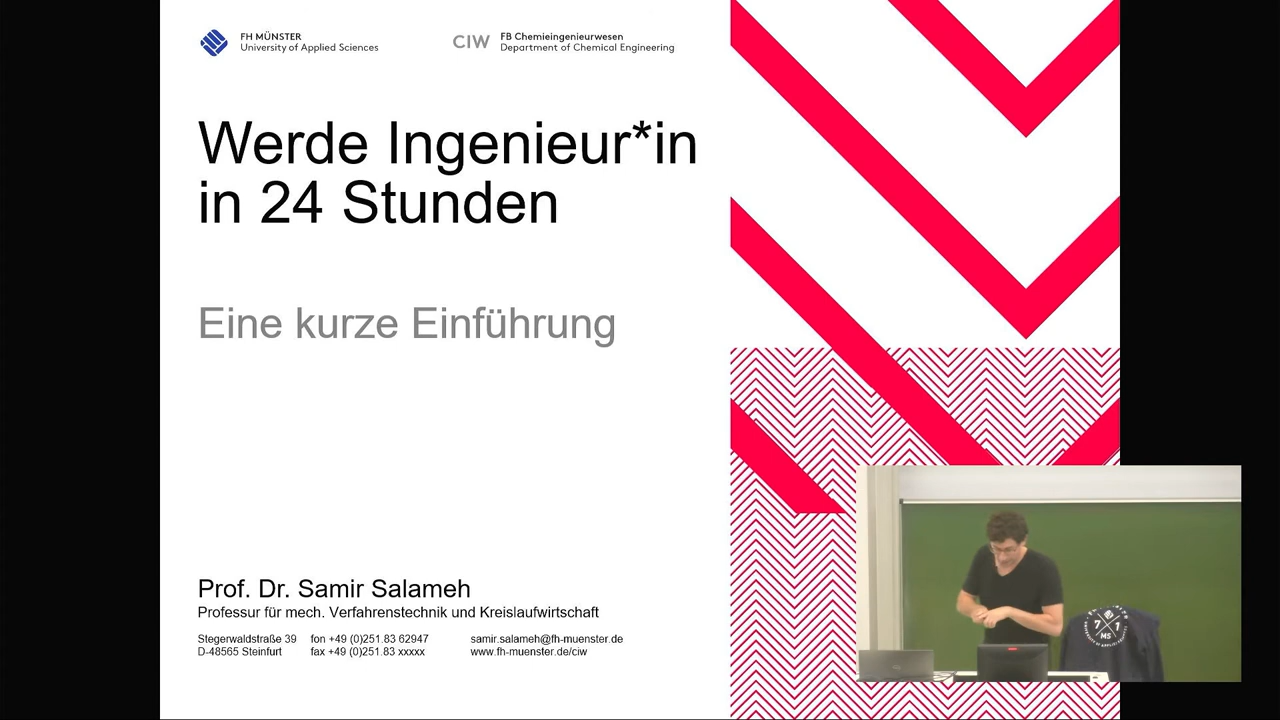 FH MÜNSTER
University of Applied Sciences
CIW
FB Chemieingenieurwesen
Department of Chemical Engineering
Werde Ingenieur*in
in 24 Stunden
Eine kurze Einführung
Prof. Dr. Samir Salameh
Professur für mech. Verfahrenstechnik und Kreislaufwirtschaft
Stegerwaldstraße 39 fon +49 (0)251.83 62947 samir.salameh@fh-muenster.de
D-48565 Steinfurt fax +49 (0)251.83 xxxxx www.fh-muenster.de/ciw
7 1
MS